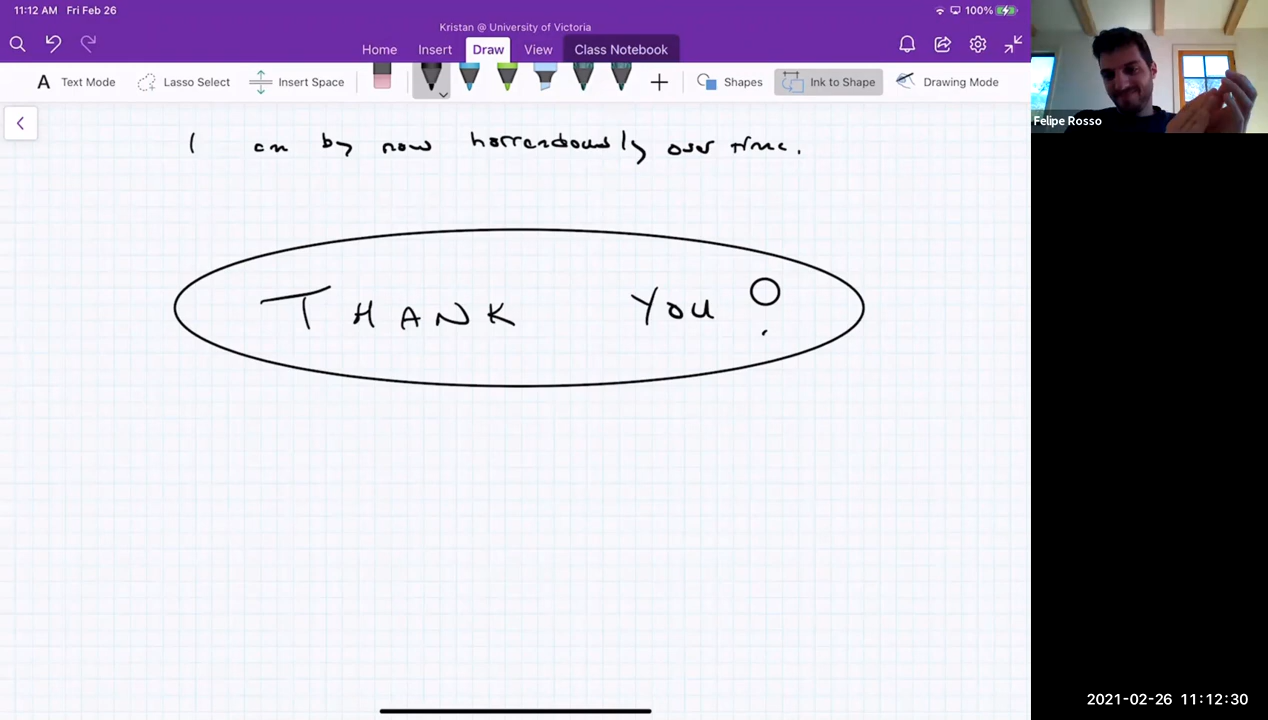 11:12 AM Fri Feb 26
100%
Kristan @ University of Victoria
Home Insert Draw View Class Notebook
Text Mode Lasso Select Insert Space Shapes Ink to Shape Drawing Mode
Felipe Rosso
I am by now horrendously over time.
THANK YOU!
2021-02-26 11:12:30